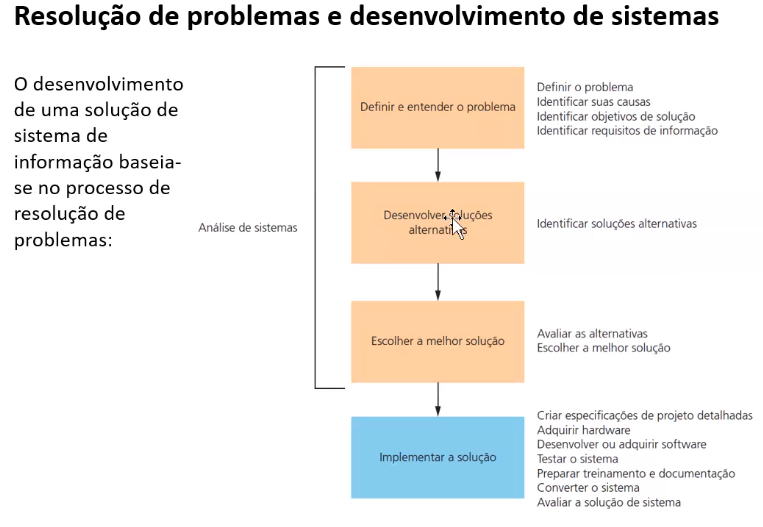 Resolução de problemas e desenvolvimento de sistemas
O desenvolvimento
de uma solução de
sistema de
informação baseia-
se no processo de
resolução de
problemas:
Análise de sistemas
Definir e entender o problema
Definir o problema
Identificar suas causas
Identificar objetivos de solução
Identificar requisitos de informação
Desenvolver soluções
alternativas
Identificar soluções alternativas
Escolher a melhor solução
Avaliar as alternativas
Escolher a melhor solução
Implementar a solução
Criar especificações de projeto detalhadas
Adquirir hardware
Desenvolver ou adquirir software
Testar o sistema
Preparar treinamento e documentação
Converter o sistema
Avaliar a solução de sistema